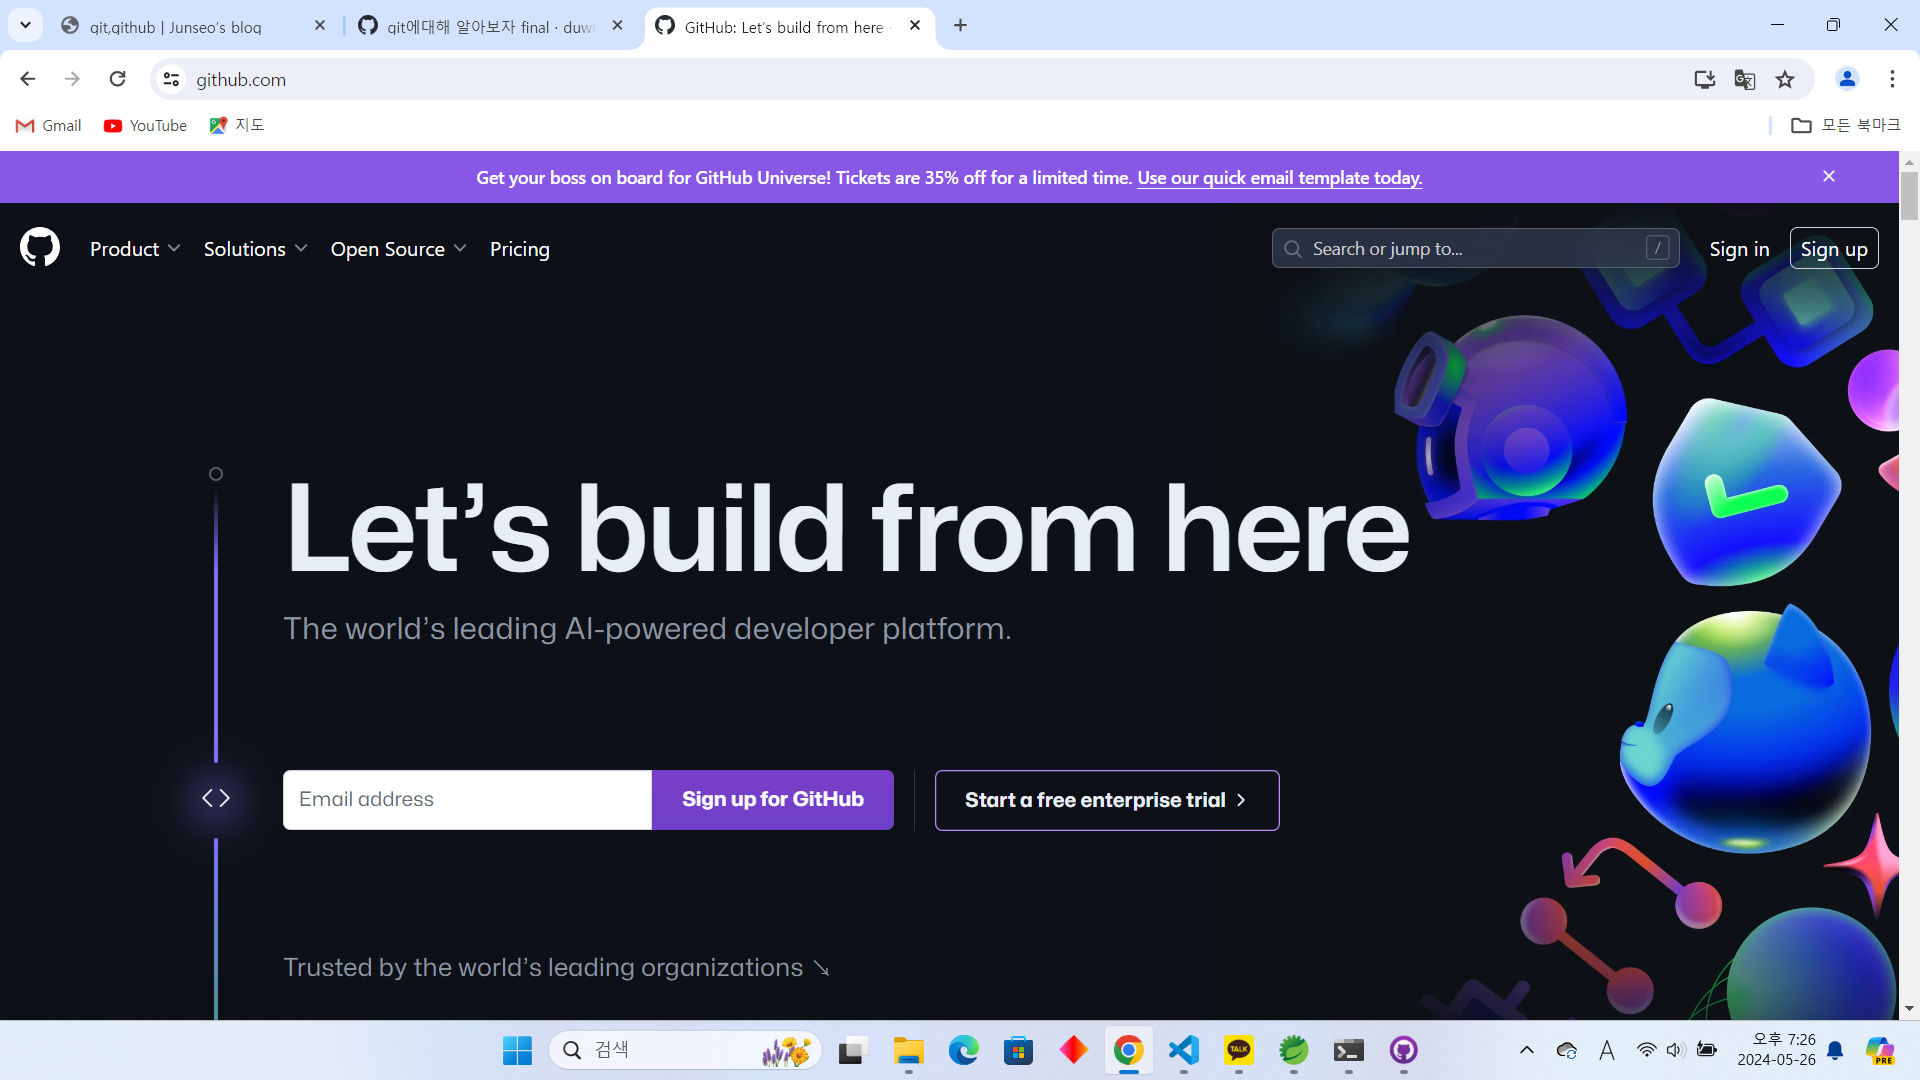 git,github | Junseo's blog
git에대해 알아보자 final · duwn
GitHub: Let's build from here ·
github.com
Gmail
YouTube
지도
모든 북마크
Get your boss on board for GitHub Universe! Tickets are 35% off for a limited time. Use our quick email template today.
Product
Solutions
Open Source
Pricing
Search or jump to...
/
Sign in
Sign up
Let's build from here
The world's leading AI-powered developer platform.
Email address
Sign up for GitHub
Start a free enterprise trial
Trusted by the world's leading organizations
검색
TALK
A
오후 7:26
2024-05-26
PRE